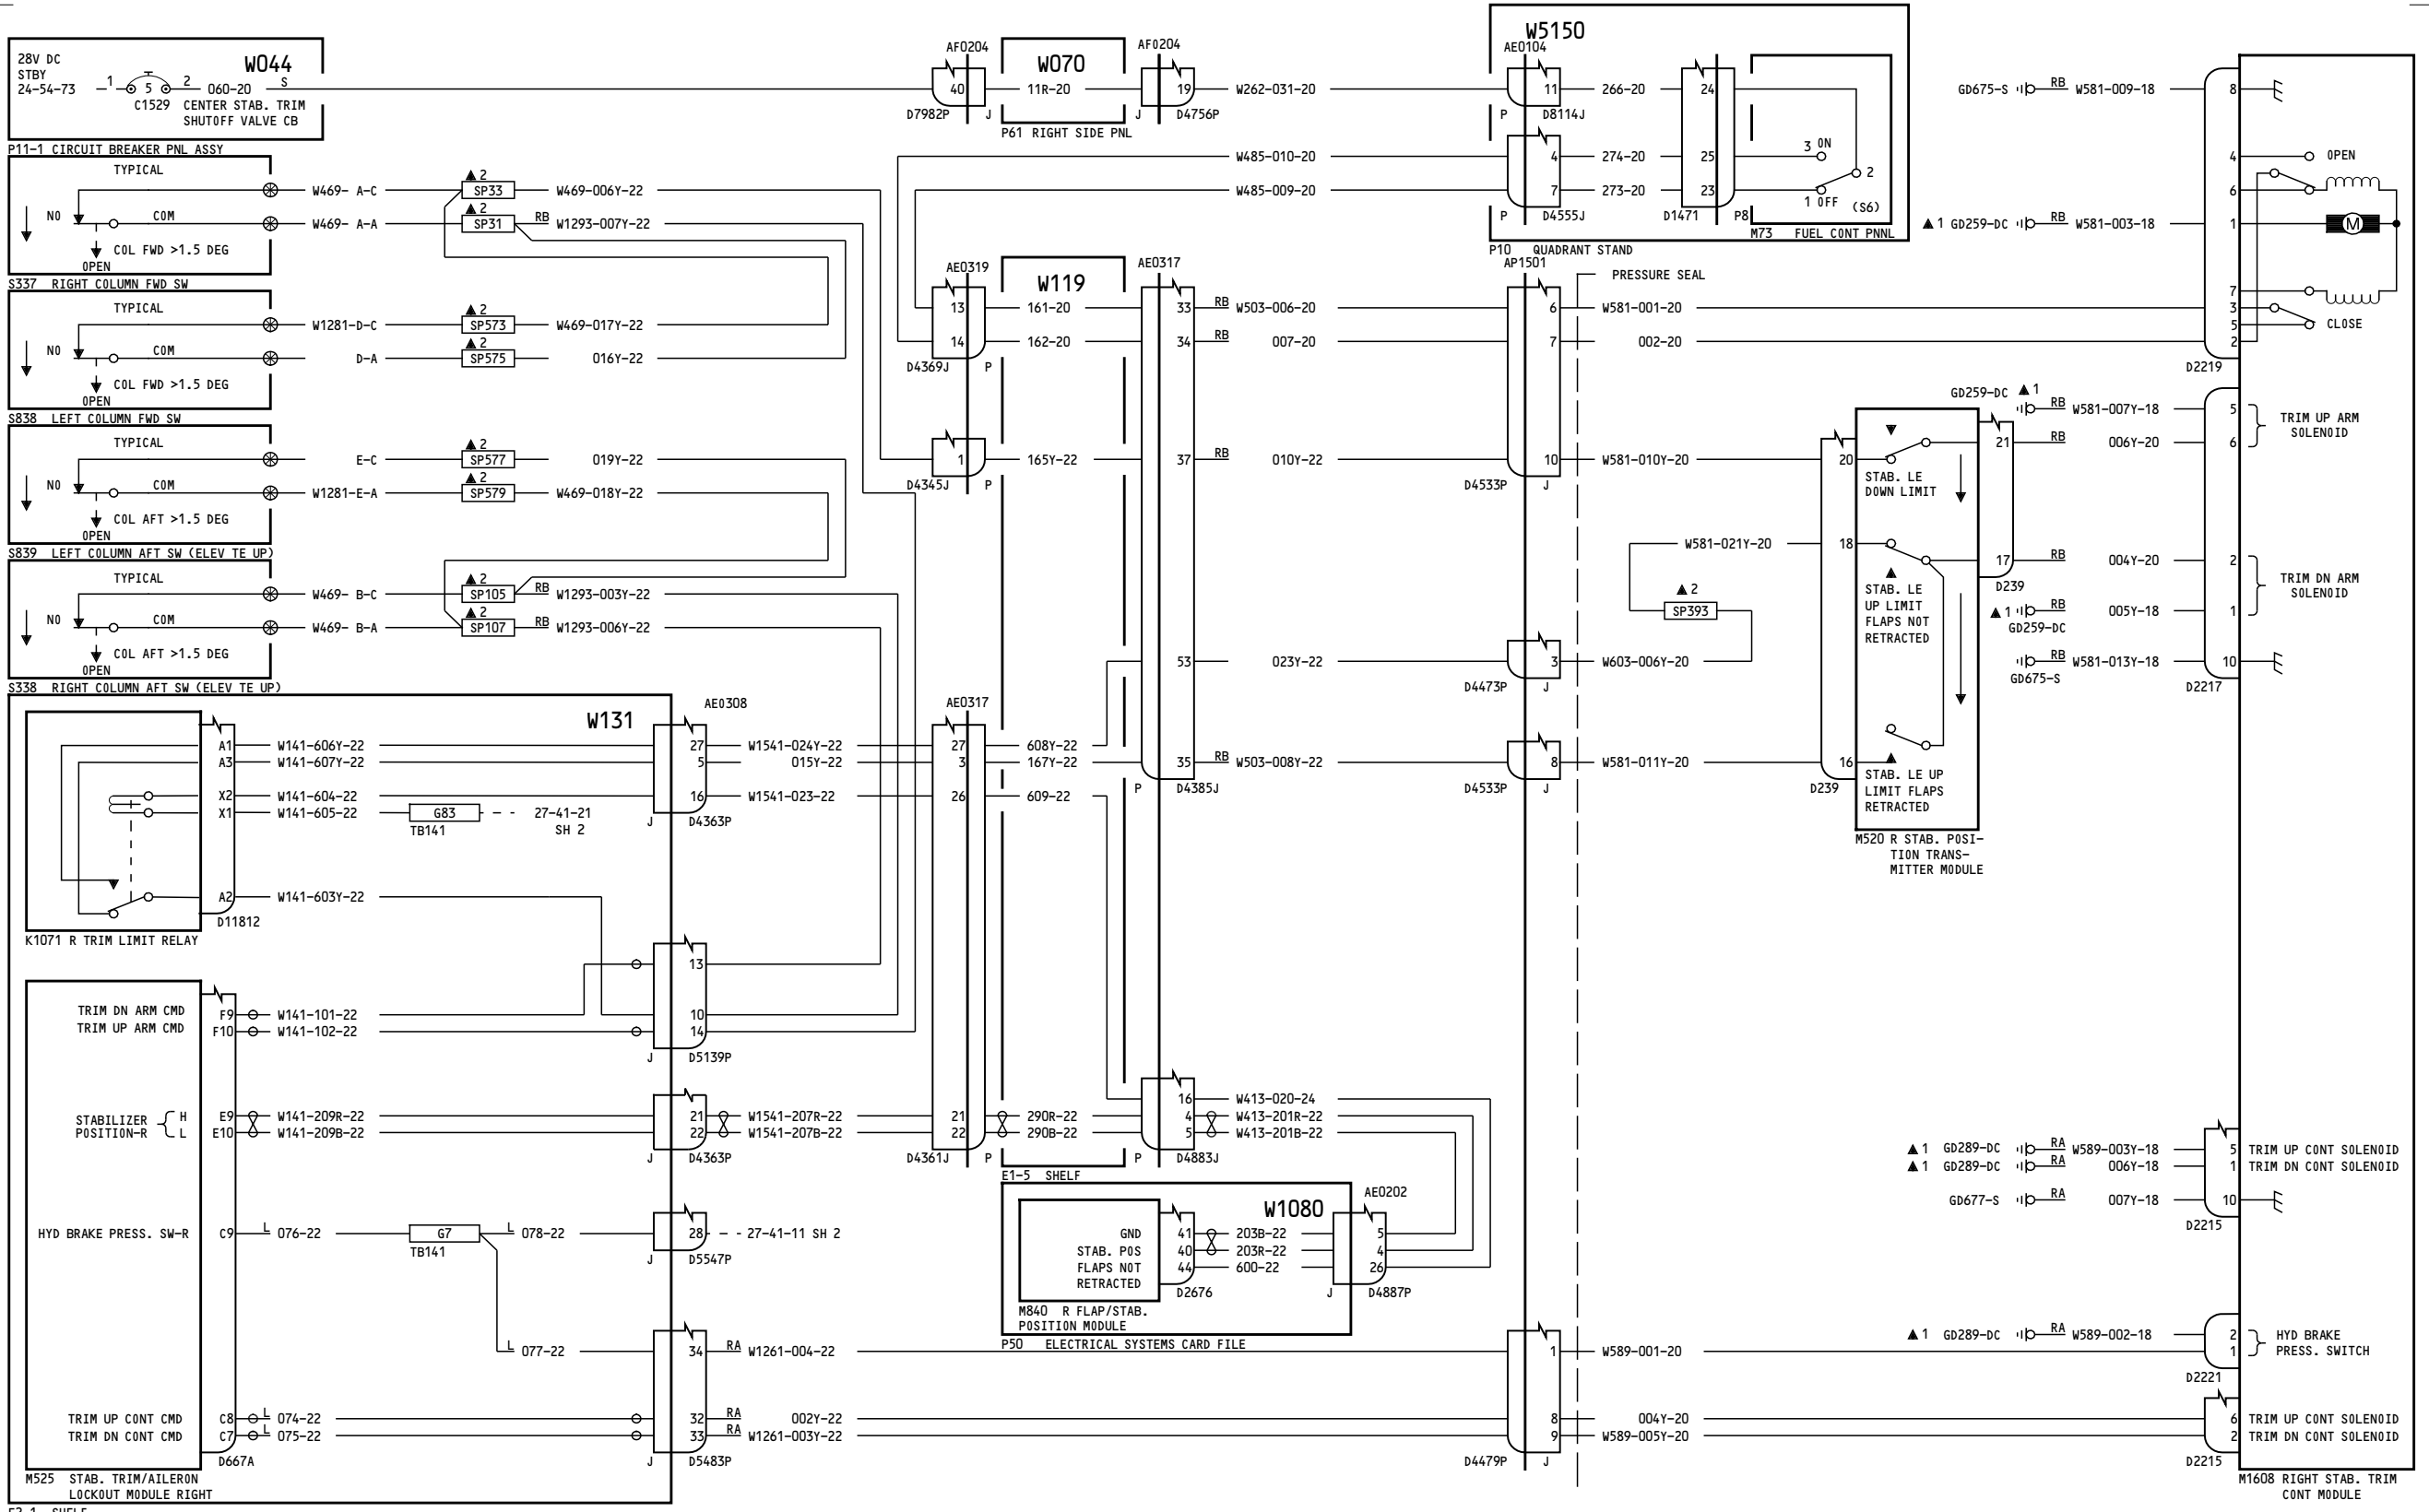 28V DC
STBY
24-54-73
1
5
2
060-20
S
W044
C1529 CENTER STAB. TRIM
SHUTOFF VALVE CB
P11-1 CIRCUIT BREAKER PNL ASSY
AF0204
40
D7982P J
W070
11R-20
P61 RIGHT SIDE PNL
AF0204
19
J D4756P
W262-031-20
W5150
AE0104
11
P D8114J
266-20
24
W485-010-20
4
274-20
25
W485-009-20
7
273-20
23
P D4555J
D1471 P8
3 ON
2
1 OFF (S6)
M73 FUEL CONT PNNL
P10 QUADRANT STAND
GD675-S RB W581-009-18 8
4 OPEN
6
▲1 GD259-DC RB W581-003-18 1
M
7
3
5 CLOSE
2
D2219
TYPICAL
NO
COM
COL FWD >1.5 DEG
OPEN
W469- A-C
▲2
SP33
W469-006Y-22
W469- A-A
▲2
SP31
RB W1293-007Y-22
S337 RIGHT COLUMN FWD SW
TYPICAL
NO
COM
COL FWD >1.5 DEG
OPEN
W1281-D-C
▲2
SP573
W469-017Y-22
D-A
▲2
SP575
016Y-22
S838 LEFT COLUMN FWD SW
TYPICAL
NO
COM
COL AFT >1.5 DEG
OPEN
E-C
▲2
SP577
019Y-22
W1281-E-A
▲2
SP579
W469-018Y-22
S839 LEFT COLUMN AFT SW (ELEV TE UP)
TYPICAL
NO
COM
COL AFT >1.5 DEG
OPEN
W469- B-C
▲2
SP105
RB W1293-003Y-22
W469- B-A
▲2
SP107
RB W1293-006Y-22
S338 RIGHT COLUMN AFT SW (ELEV TE UP)
AE0319
13
14
D4369J P
1
D4345J P
W119
161-20
162-20
165Y-22
AE0317
33 RB W503-006-20
34 RB 007-20
37 RB 010Y-22
53 023Y-22
35 RB W503-008Y-22
P D4385J
AP1501
PRESSURE SEAL
6 W581-001-20
7 002-20
10 W581-010Y-20
D4533P J
3 W603-006Y-20
D4473P J
8 W581-011Y-20
D4533P J
W581-021Y-20
▲2
SP393
20
18
16
D239
STAB. LE
DOWN LIMIT
STAB. LE
UP LIMIT
FLAPS NOT
RETRACTED
STAB. LE UP
LIMIT FLAPS
RETRACTED
21
17
D239
M520 R STAB. POSI-
TION TRANS-
MITTER MODULE
GD259-DC ▲1
RB W581-007Y-18 5
RB 006Y-20 6
TRIM UP ARM
SOLENOID
RB 004Y-20 2
▲1 RB 005Y-18 1
GD259-DC
TRIM DN ARM
SOLENOID
RB W581-013Y-18 10
GD675-S
D2217
W131
A1 W141-606Y-22
A3 W141-607Y-22
X2 W141-604-22
X1 W141-605-22
G83
TB141
27-41-21
SH 2
A2 W141-603Y-22
D11812
K1071 R TRIM LIMIT RELAY
AE0308
27 W1541-024Y-22
5 015Y-22
16 W1541-023-22
J D4363P
AE0317
27 608Y-22
3 167Y-22
26 609-22
13
10
14
J D5139P
TRIM DN ARM CMD F9 W141-101-22
TRIM UP ARM CMD F10 W141-102-22
STABILIZER
POSITION-R
H E9 W141-209R-22
L E10 W141-209B-22
21 W1541-207R-22
22 W1541-207B-22
J D4363P
21 290R-22
22 290B-22
D4361J P
E1-5 SHELF
16 W413-020-24
4 W413-201R-22
5 W413-201B-22
P D4883J
HYD BRAKE PRESS. SW-R C9 L 076-22
G7
TB141
L 078-22
28 27-41-11 SH 2
J D5547P
L 077-22
34 RA W1261-004-22
TRIM UP CONT CMD C8 L 074-22
32 RA 002Y-22
TRIM DN CONT CMD C7 L 075-22
33 RA W1261-003Y-22
D667A
J D5483P
M525 STAB. TRIM/AILERON
LOCKOUT MODULE RIGHT
W1080
AE0202
GND 41 203B-22 5
STAB. POS 40 203R-22 4
FLAPS NOT
RETRACTED
44 600-22 26
D2676
J D4887P
M840 R FLAP/STAB.
POSITION MODULE
P50 ELECTRICAL SYSTEMS CARD FILE
1 W589-001-20
8 004Y-20
9 W589-005Y-20
D4479P J
▲1 GD289-DC RA W589-003Y-18 5 TRIM UP CONT SOLENOID
▲1 GD289-DC RA 006Y-18 1 TRIM DN CONT SOLENOID
GD677-S RA 007Y-18 10
D2215
▲1 GD289-DC RA W589-002-18 2
1
HYD BRAKE
PRESS. SWITCH
D2221
6 TRIM UP CONT SOLENOID
2 TRIM DN CONT SOLENOID
D2215
M1608 RIGHT STAB. TRIM
CONT MODULE